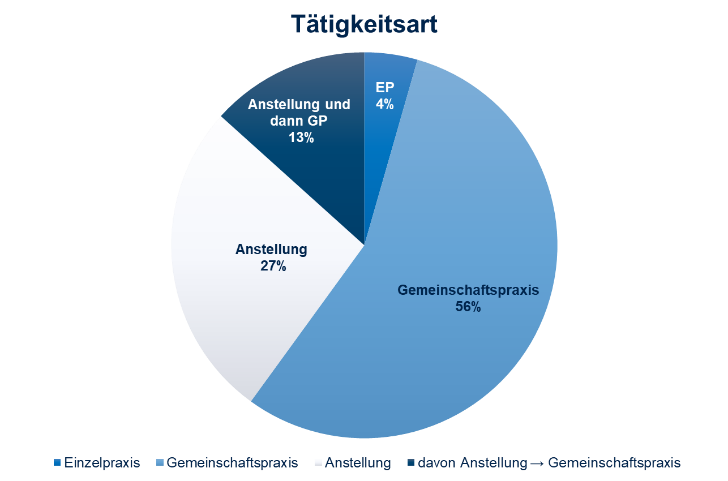 Tätigkeitsart
EP
4%
Anstellung und
dann GP
13%
Anstellung
27%
Gemeinschaftspraxis
56%
Einzelpraxis
Gemeinschaftspraxis
Anstellung
davon Anstellung → Gemeinschaftspraxis